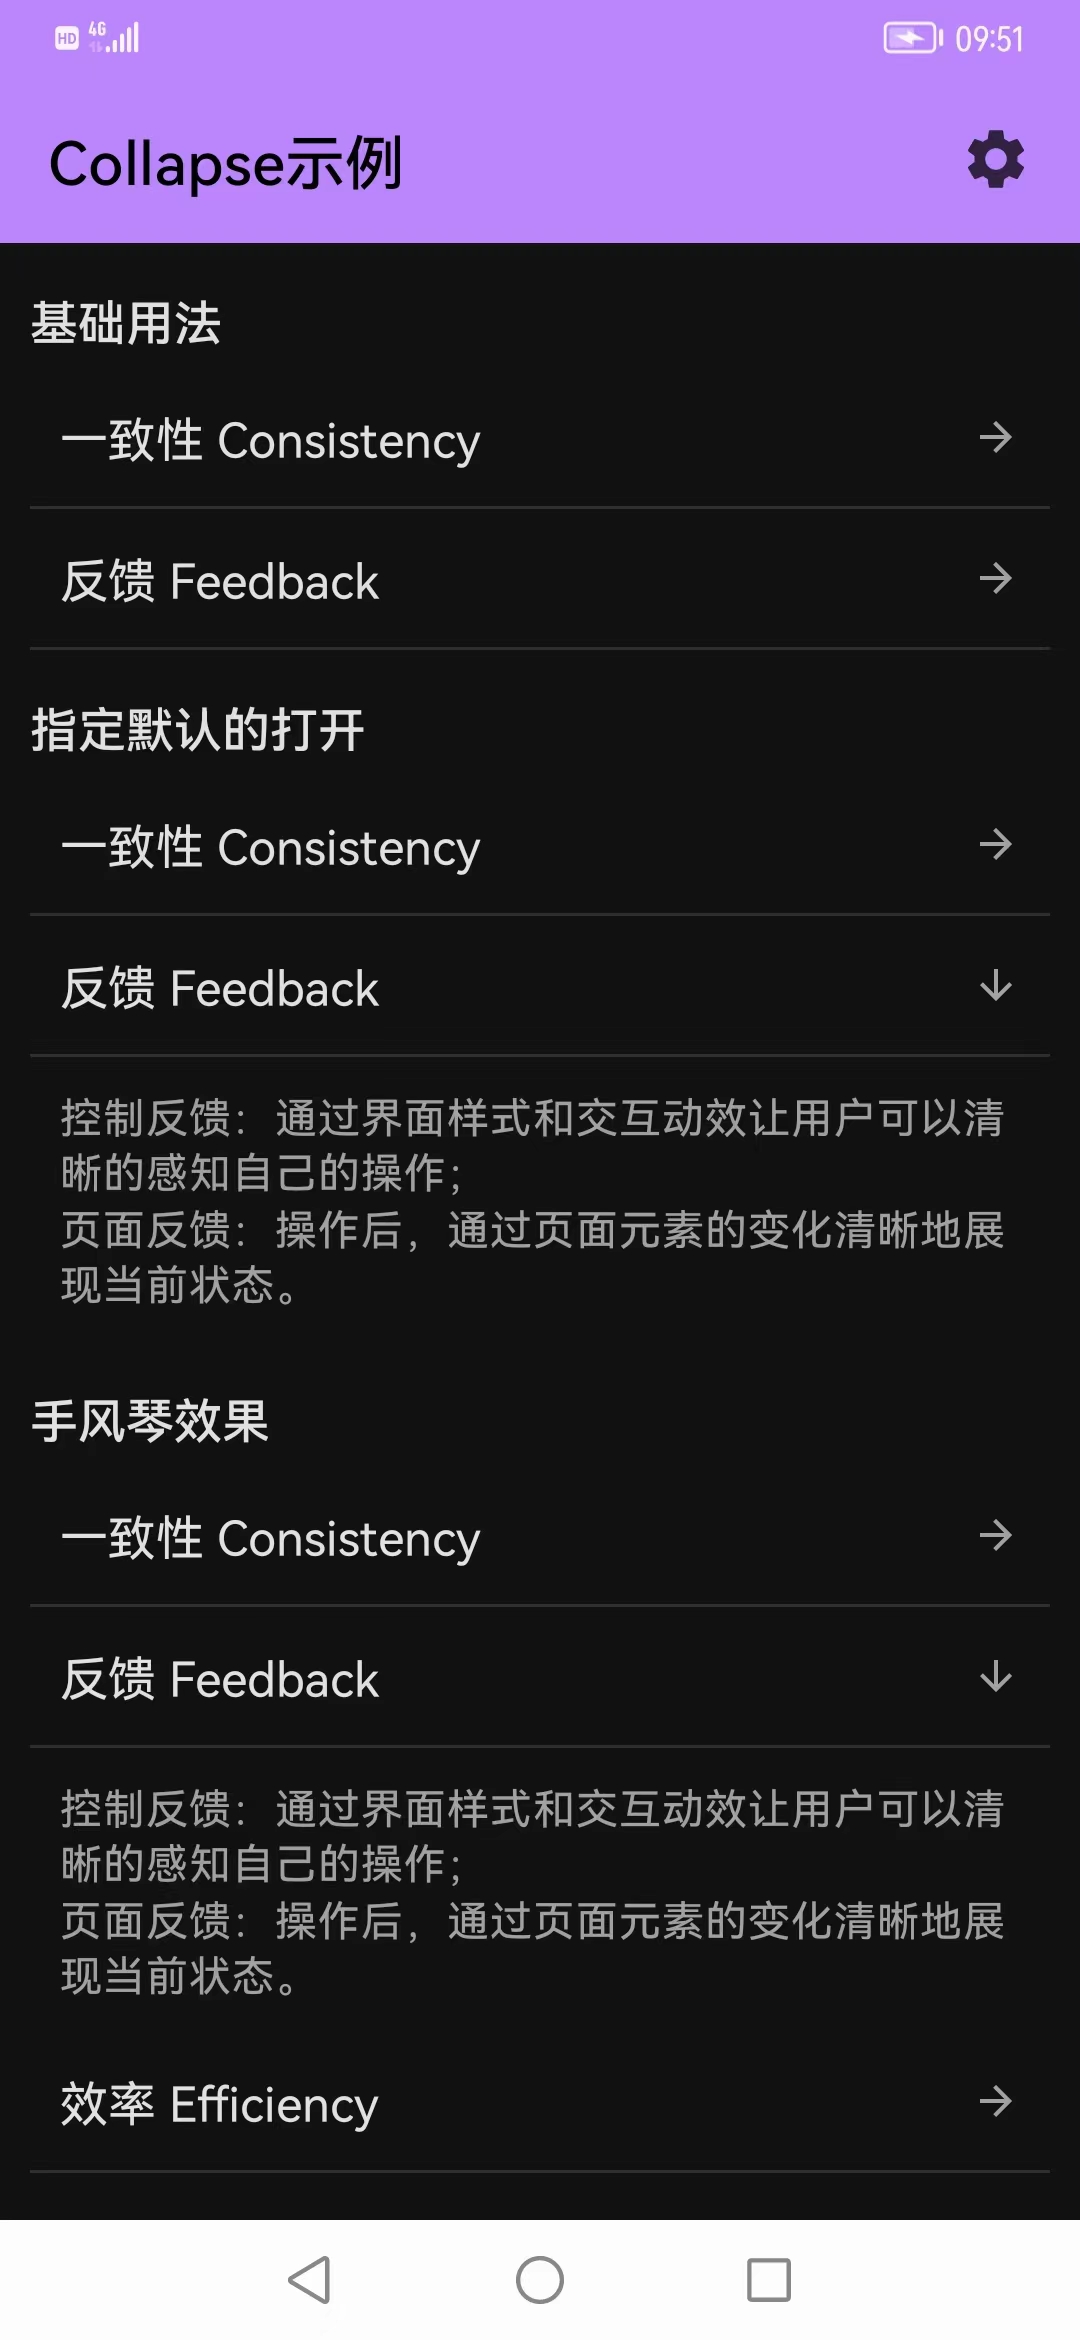 HD 4G 09:51
Collapse示例
基础用法
一致性 Consistency
反馈 Feedback
指定默认的打开
一致性 Consistency
反馈 Feedback
控制反馈：通过界面样式和交互动效让用户可以清
晰的感知自己的操作；
页面反馈：操作后，通过页面元素的变化清晰地展
现当前状态。
手风琴效果
一致性 Consistency
反馈 Feedback
控制反馈：通过界面样式和交互动效让用户可以清
晰的感知自己的操作；
页面反馈：操作后，通过页面元素的变化清晰地展
现当前状态。
效率 Efficiency